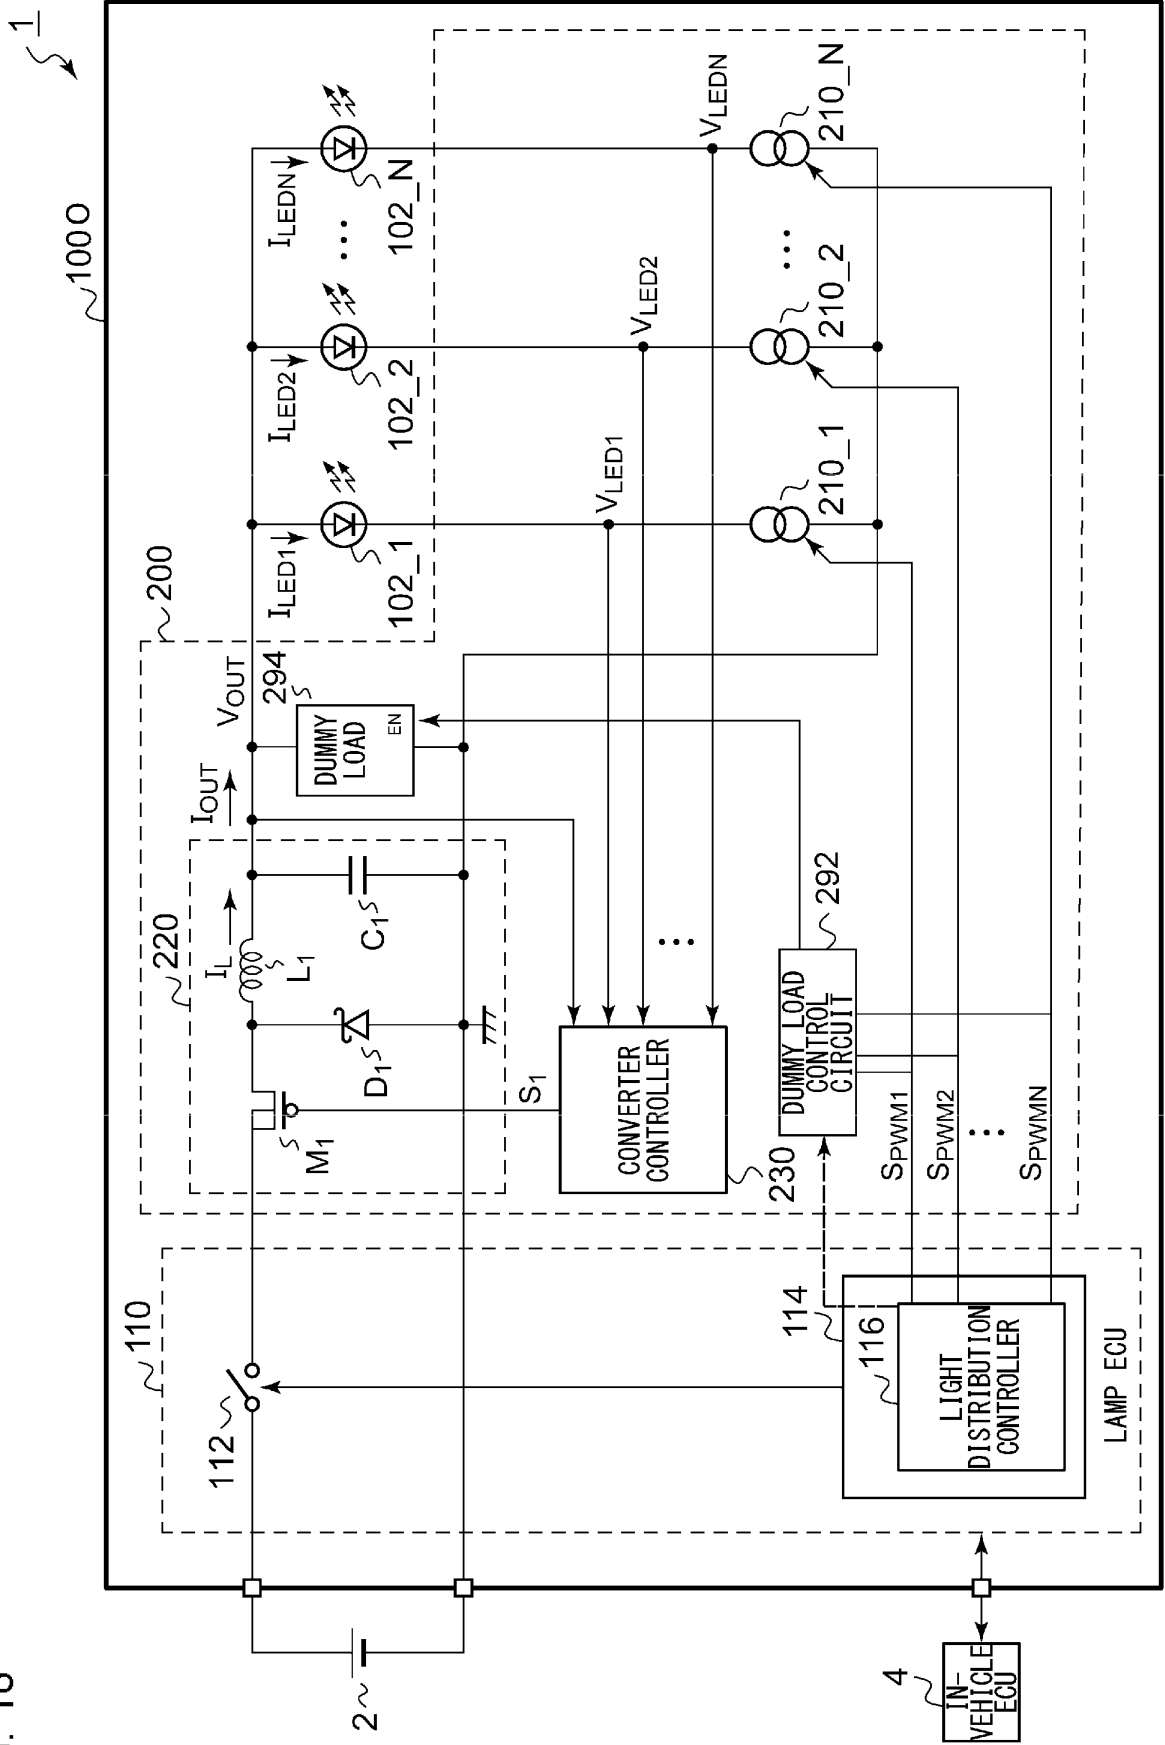 1
100O
200
110
220
112
M1
IL
L1
D1
C1
IOUT
VOUT
294
DUMMY
LOAD
EN
ILED1
ILED2
ILEDN
102_1
102_2
...
102_N
2
S1
CONVERTER
CONTROLLER
230
...
VLED1
VLED2
VLEDN
DUMMY LOAD
CONTROL
CIRCUIT
292
210_1
210_2
...
210_N
114
116
LIGHT
DISTRIBUTION
CONTROLLER
LAMP ECU
SPWM1
SPWM2
...
SPWMN
4
IN-
VEHICLE
ECU